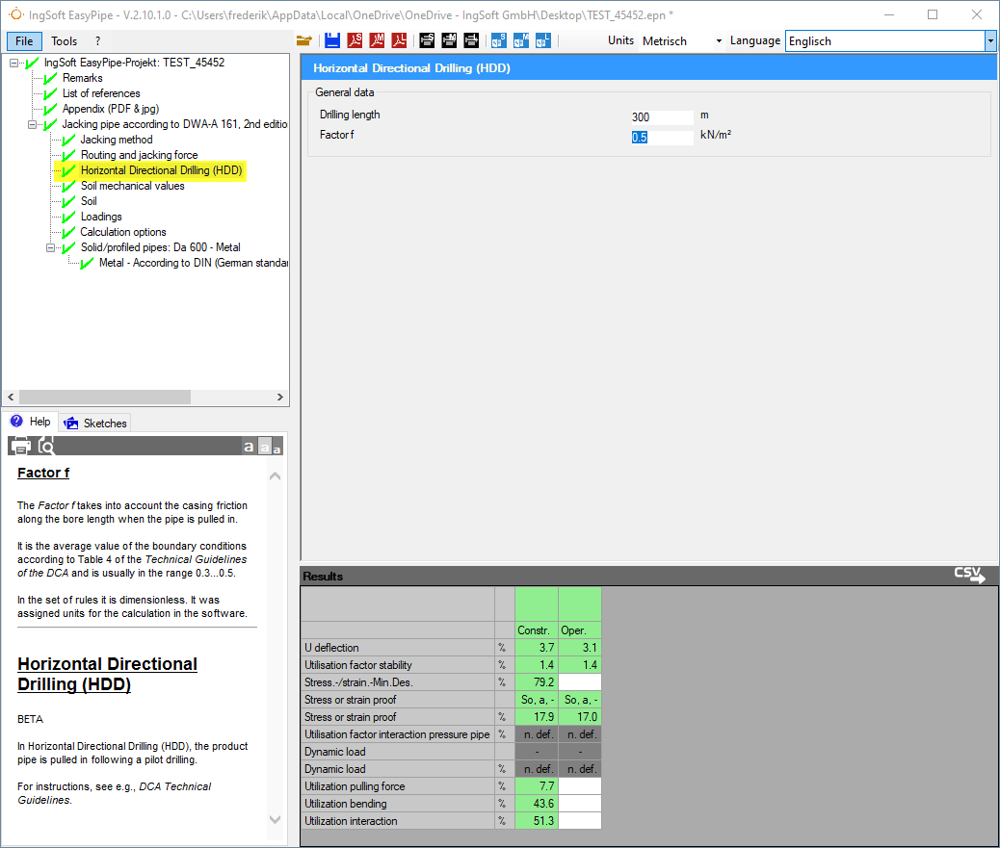 IngSoft EasyPipe - V.2.10.1.0 - C:\Users\frederik\AppData\Local\OneDrive\OneDrive - IngSoft GmbH\Desktop\TEST_45452.epn *
File Tools ?
Units Metrisch Language Englisch
IngSoft EasyPipe-Projekt: TEST_45452
Remarks
List of references
Appendix (PDF & jpg)
Jacking pipe according to DWA-A 161, 2nd editio
Jacking method
Routing and jacking force
Horizontal Directional Drilling (HDD)
Soil mechanical values
Soil
Loadings
Calculation options
Solid/profiled pipes: Da 600 - Metal
Metal - According to DIN (German standar
Help Sketches
a a a
Factor f
The Factor f takes into account the casing friction
along the bore length when the pipe is pulled in.
It is the average value of the boundary conditions
according to Table 4 of the Technical Guidelines
of the DCA and is usually in the range 0.3...0.5.
In the set of rules it is dimensionless. It was
assigned units for the calculation in the software.
Horizontal Directional
Drilling (HDD)
BETA
In Horizontal Directional Drilling (HDD), the product
pipe is pulled in following a pilot drilling.
For instructions, see e.g., DCA Technical
Guidelines.
Horizontal Directional Drilling (HDD)
General data
Drilling length 300 m
Factor f 0.5 kN/m²
Results CSV
Constr. Oper.
U deflection % 3.7 3.1
Utilisation factor stability % 1.4 1.4
Stress.-/strain.-Min.Des. % 79.2
Stress or strain proof So, a, - So, a, -
Stress or strain proof % 17.9 17.0
Utilisation factor interaction pressure pipe % n. def. n. def.
Dynamic load - -
Dynamic load % n. def. n. def.
Utilization pulling force % 7.7
Utilization bending % 43.6
Utilization interaction % 51.3